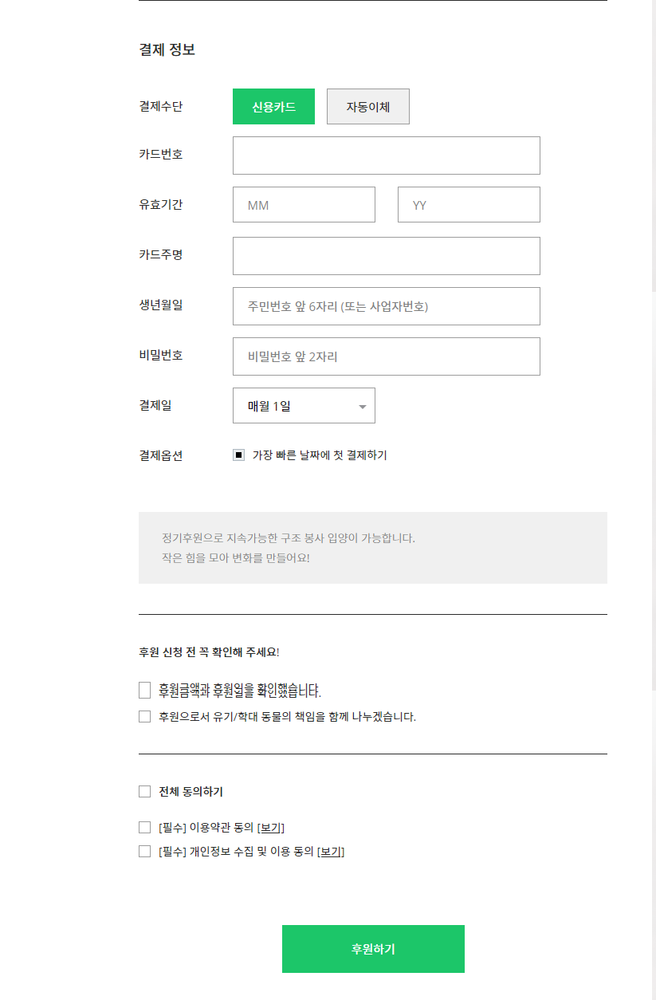 결제 정보
결제수단 신용카드 자동이체
카드번호
유효기간 MM YY
카드주명
생년월일 주민번호 앞 6자리 (또는 사업자번호)
비밀번호 비밀번호 앞 2자리
결제일 매월 1일
결제옵션 가장 빠른 날짜에 첫 결제하기
정기후원으로 지속가능한 구조 봉사 입양이 가능합니다.
작은 힘을 모아 변화를 만들어요!
후원 신청 전 꼭 확인해 주세요!
후원금액과 후원일을 확인했습니다.
후원으로서 유기/학대 동물의 책임을 함께 나누겠습니다.
전체 동의하기
[필수] 이용약관 동의 [보기]
[필수] 개인정보 수집 및 이용 동의 [보기]
후원하기